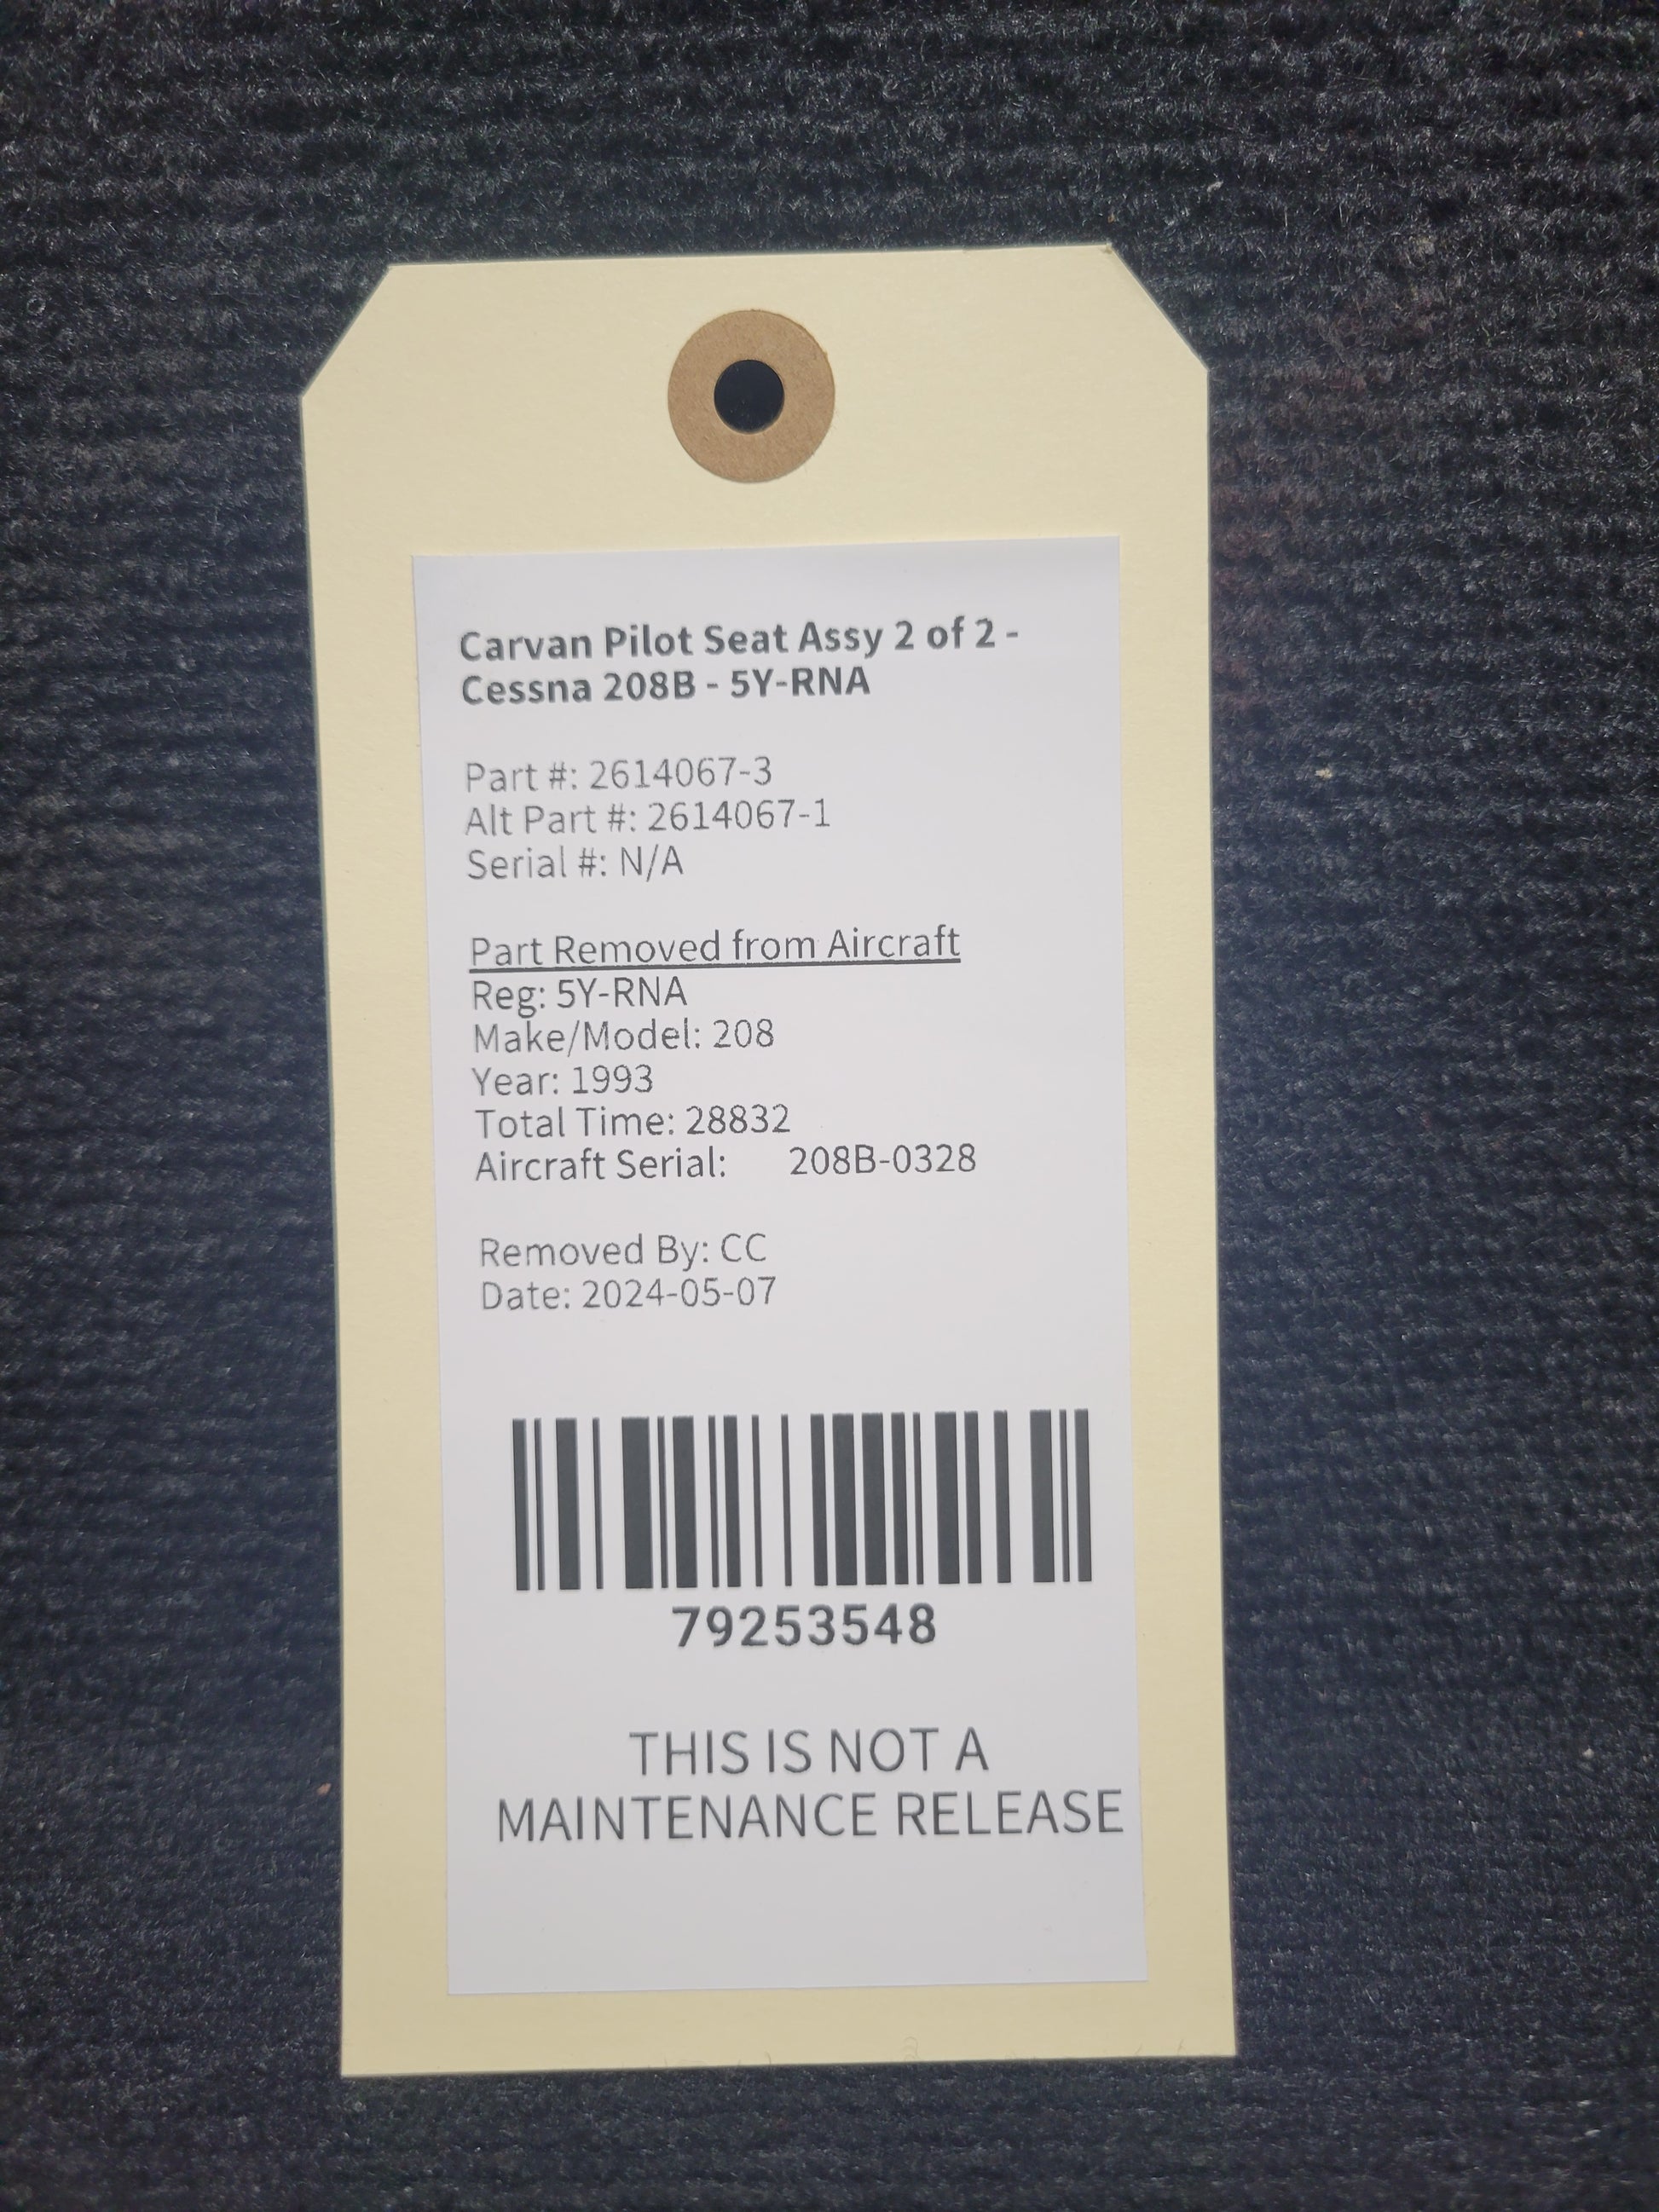 Carvan Pilot Seat Assy 2 of 2 -
Cessna 208B - 5Y-RNA
Part #: 2614067-3
Alt Part #: 2614067-1
Serial #: N/A
Part Removed from Aircraft
Reg: 5Y-RNA
Make/Model: 208
Year: 1993
Total Time: 28832
Aircraft Serial: 208B-0328
Removed By: CC
Date: 2024-05-07
79253548
THIS IS NOT A
MAINTENANCE RELEASE